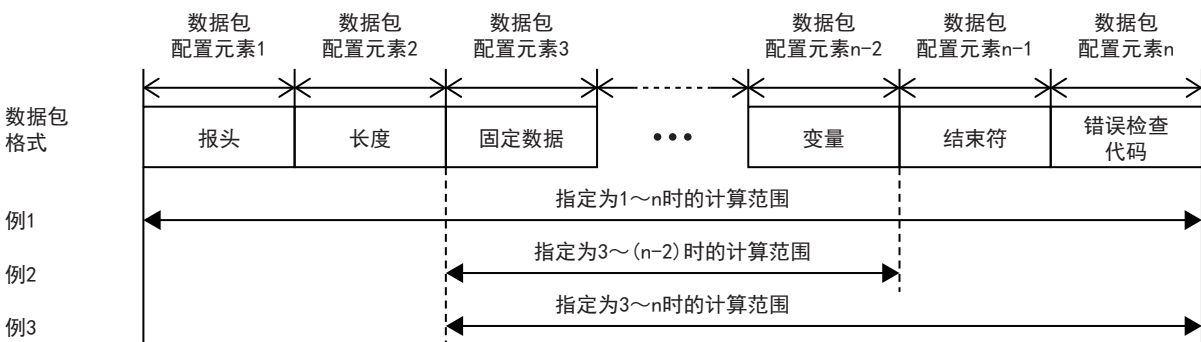 数据包
配置元素1
数据包
配置元素2
数据包
配置元素3
数据包
配置元素n-2
数据包
配置元素n-1
数据包
配置元素n
数据包
格式
报头
长度
固定数据
•••
变量
结束符
错误检查
代码
例1
指定为1～n时的计算范围
例2
指定为3～(n-2)时的计算范围
例3
指定为3～n时的计算范围